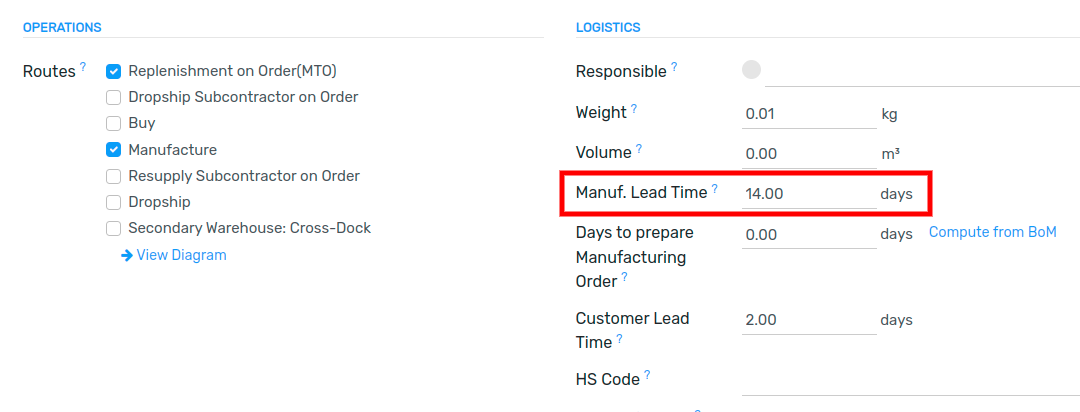 OPERATIONS
Routes ?
Replenishment on Order(MTO)
Dropship Subcontractor on Order
Buy
Manufacture
Resupply Subcontractor on Order
Dropship
Secondary Warehouse: Cross-Dock
View Diagram
LOGISTICS
Responsible ?
Weight ? 0.01 kg
Volume ? 0.00 m³
Manuf. Lead Time ? 14.00 days
Days to prepare 0.00 days Compute from BoM
Manufacturing
Order ?
Customer Lead 2.00 days
Time ?
HS Code ?